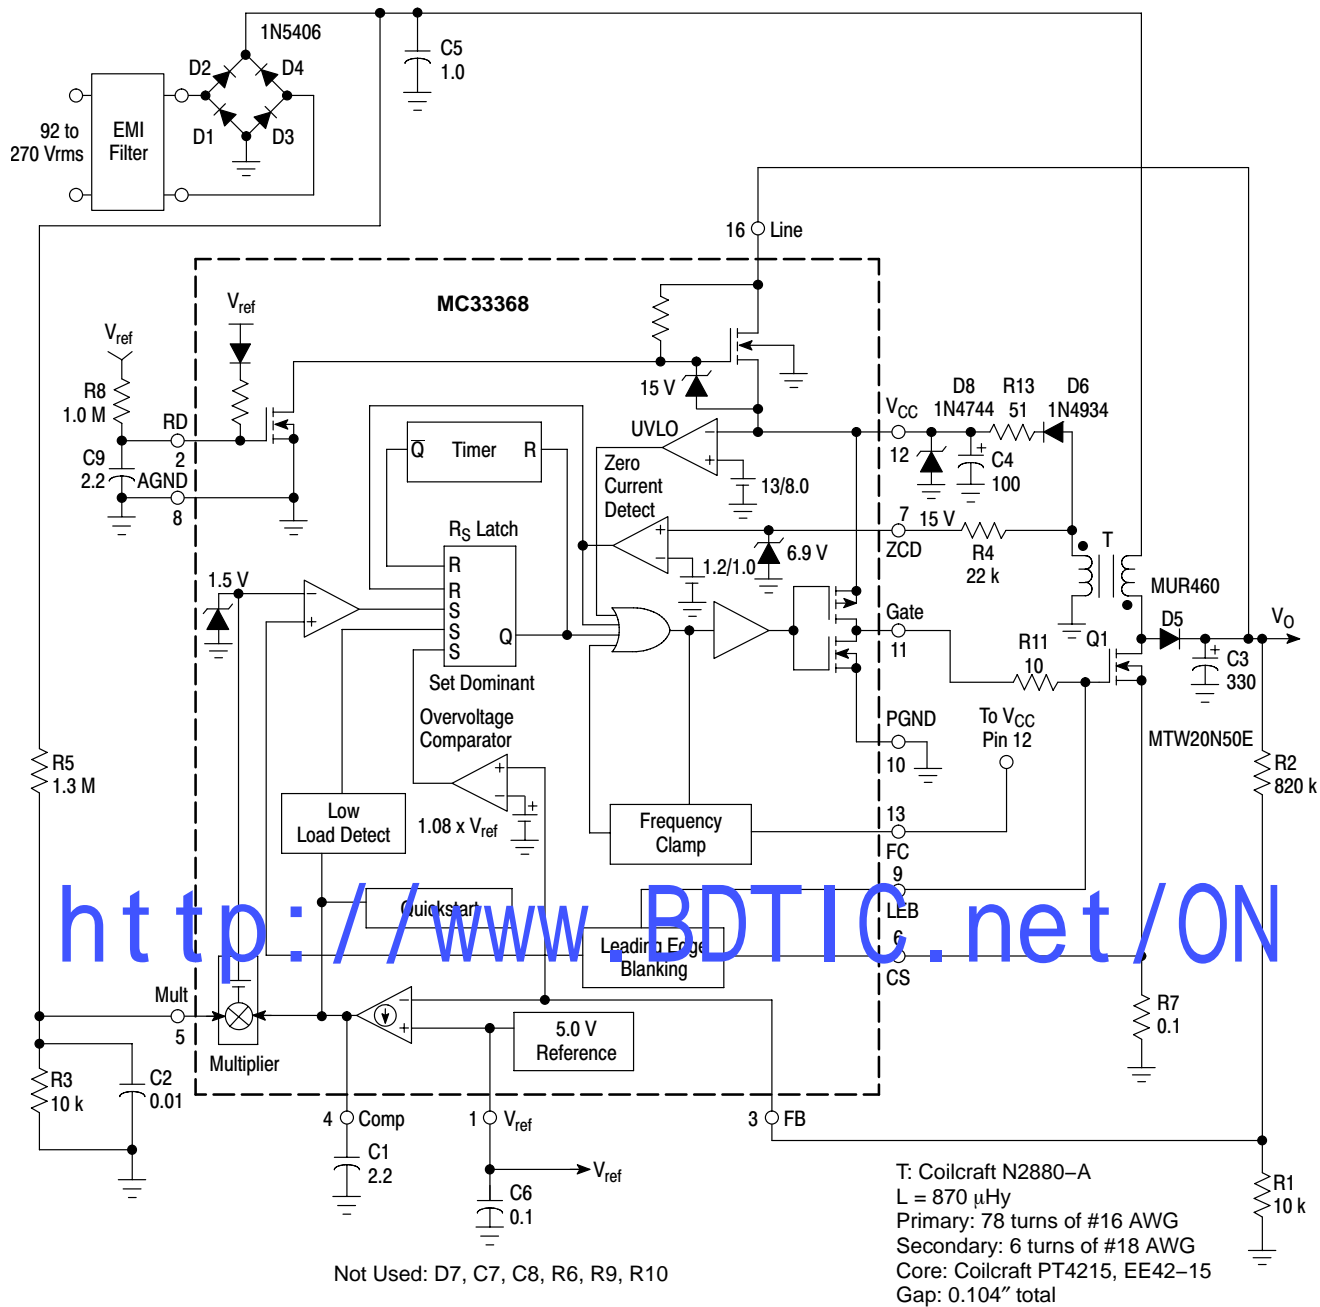 1N5406
C5
1.0
D2
D4
D1
D3
92 to
270 Vrms
EMI
Filter
16
Line
MC33368
Vref
Vref
R8
1.0 M
RD
2
C9
2.2
AGND
8
15 V
UVLO
VCC
12
D8
1N4744
R13
51
D6
1N4934
C4
100
+
13/8.0
Q
Timer
R
Zero
Current
Detect
7
15 V
ZCD
R4
22 k
T
RS Latch
R
R
S
S
S
Q
Set Dominant
1.2/1.0
6.9 V
1.5 V
MUR460
D5
VO
Gate
11
R11
10
Q1
C3
330
+
PGND
10
To VCC
Pin 12
MTW20N50E
R2
820 k
R5
1.3 M
Overvoltage
Comparator
1.08 x Vref
Low
Load Detect
Frequency
Clamp
13
FC
9
LEB
Quickstart
http://www.BDTIC.net/ON
Leading Edge
Blanking
6
CS
Mult
5
Multiplier
5.0 V
Reference
R7
0.1
R3
10 k
C2
0.01
4
Comp
1
Vref
3
FB
C1
2.2
Vref
C6
0.1
R1
10 k
T: Coilcraft N2880−A
L = 870 μHy
Primary: 78 turns of #16 AWG
Secondary: 6 turns of #18 AWG
Core: Coilcraft PT4215, EE42−15
Gap: 0.104″ total
Not Used: D7, C7, C8, R6, R9, R10